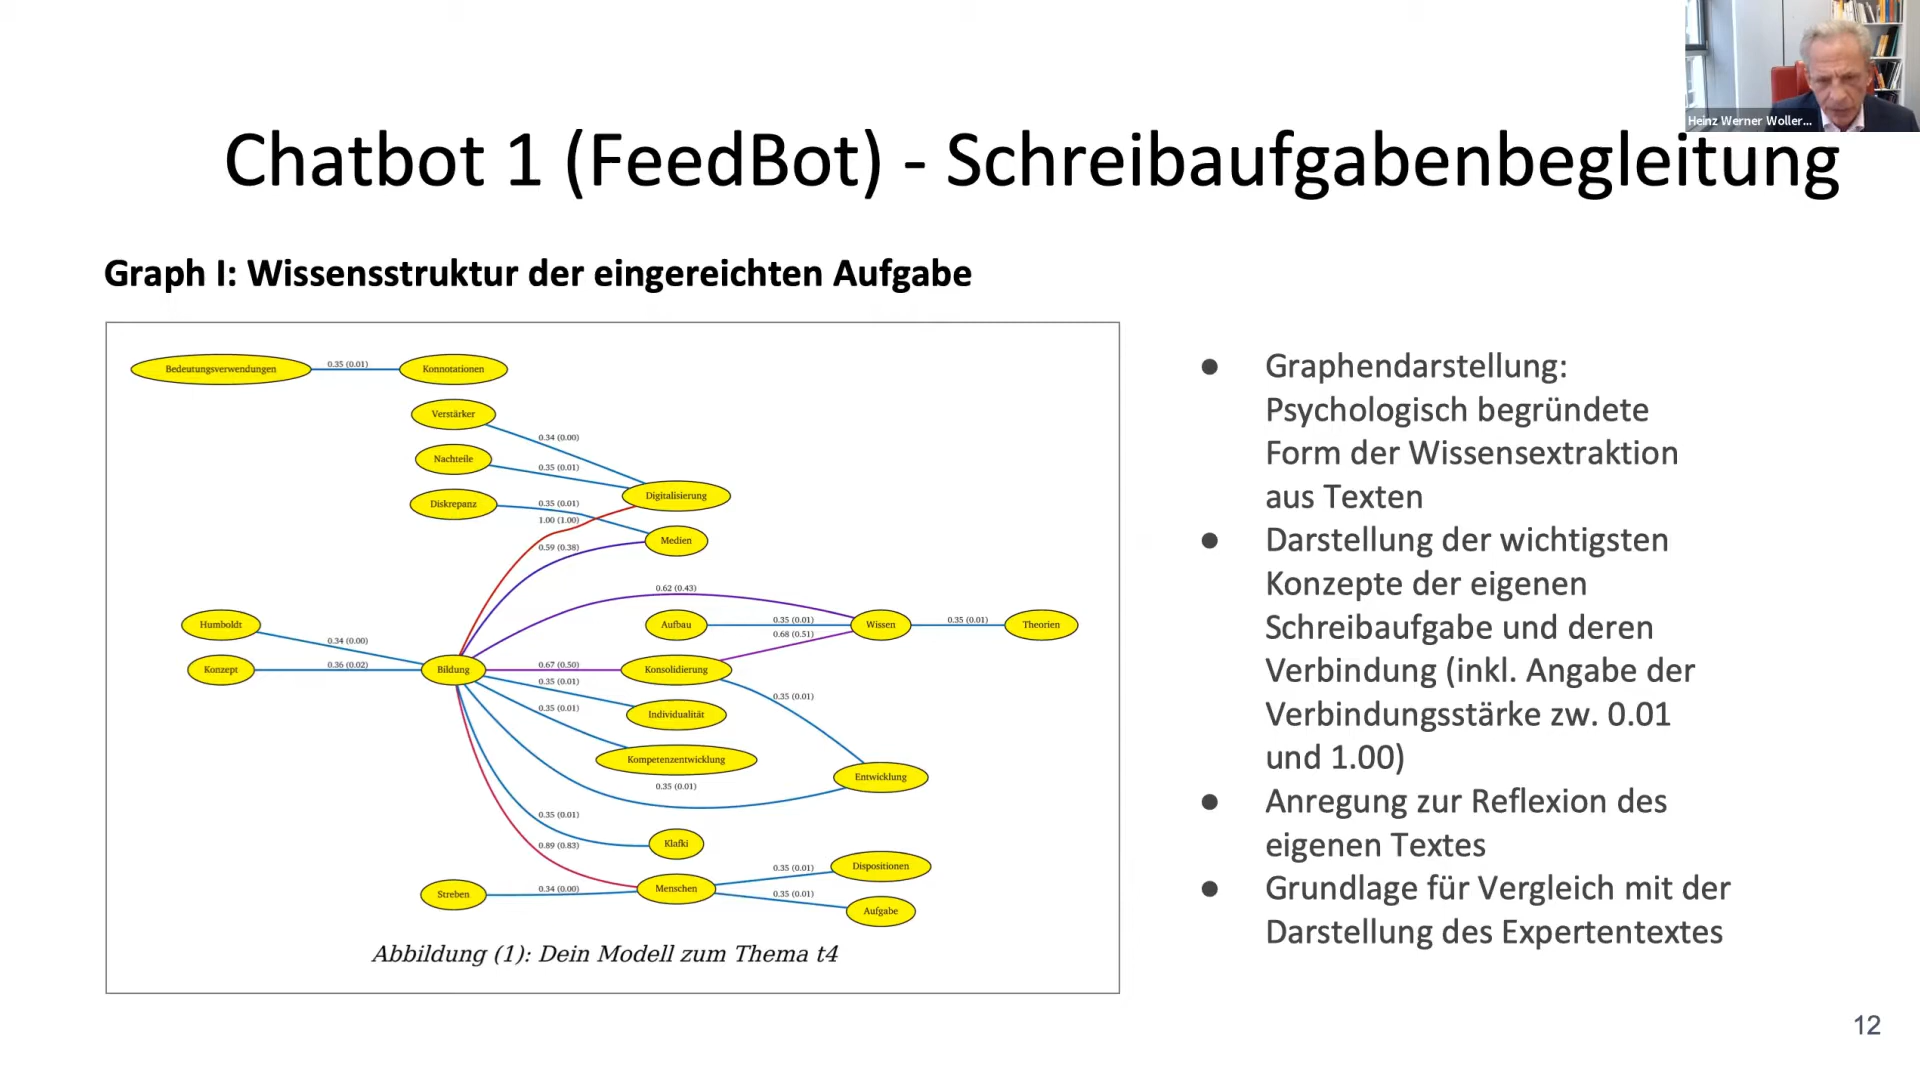 Heinz Werner Woller...
Chatbot 1 (FeedBot) - Schreibaufgabenbegleitung
Graph I: Wissensstruktur der eingereichten Aufgabe
Bedeutungsverwendungen
0.35 (0.01)
Konnotationen
Verstärker
0.34 (0.00)
Nachteile
0.35 (0.01)
Digitalisierung
Diskrepanz
0.35 (0.01)
1.00 (1.00)
Medien
0.59 (0.38)
0.62 (0.43)
Humboldt
0.34 (0.00)
Aufbau
0.35 (0.01)
Wissen
0.35 (0.01)
Theorien
0.68 (0.51)
Konzept
0.36 (0.02)
Bildung
0.67 (0.50)
Konsolidierung
0.35 (0.01)
0.35 (0.01)
Individualität
0.35 (0.01)
Kompetenzentwicklung
Entwicklung
0.35 (0.01)
0.35 (0.01)
Klafki
0.89 (0.83)
Dispositionen
0.35 (0.01)
Streben
0.34 (0.00)
Menschen
0.35 (0.01)
Aufgabe
Abbildung (1): Dein Modell zum Thema t4
● Graphendarstellung:
Psychologisch begründete
Form der Wissensextraktion
aus Texten
● Darstellung der wichtigsten
Konzepte der eigenen
Schreibaufgabe und deren
Verbindung (inkl. Angabe der
Verbindungsstärke zw. 0.01
und 1.00)
● Anregung zur Reflexion des
eigenen Textes
● Grundlage für Vergleich mit der
Darstellung des Expertentextes
12